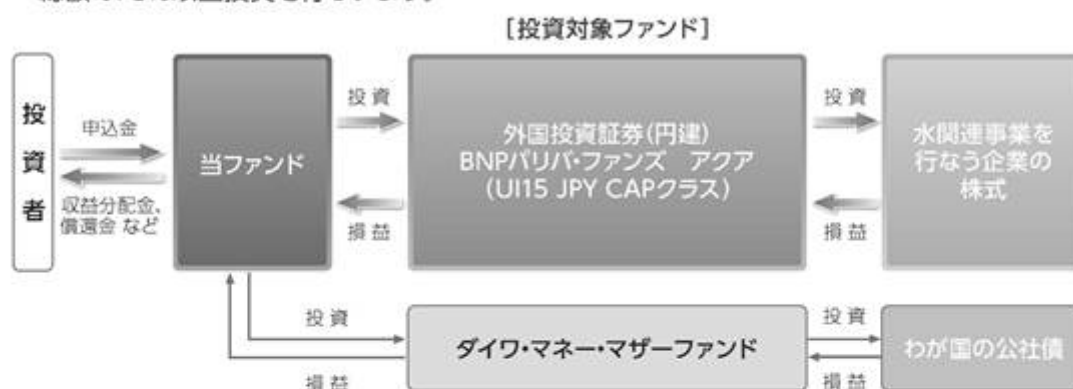 [投資対象ファンド]
投資者
申込金
収益分配金、
償還金 など
当ファンド
投 資
損 益
外国投資証券(円建)
BNPパリバ・ファンズ　アクア
(UI15 JPY CAPクラス)
投 資
損 益
水関連事業を
行なう企業の
株式
投 資
損 益
ダイワ・マネー・マザーファンド
投 資
損 益
わが国の公社債